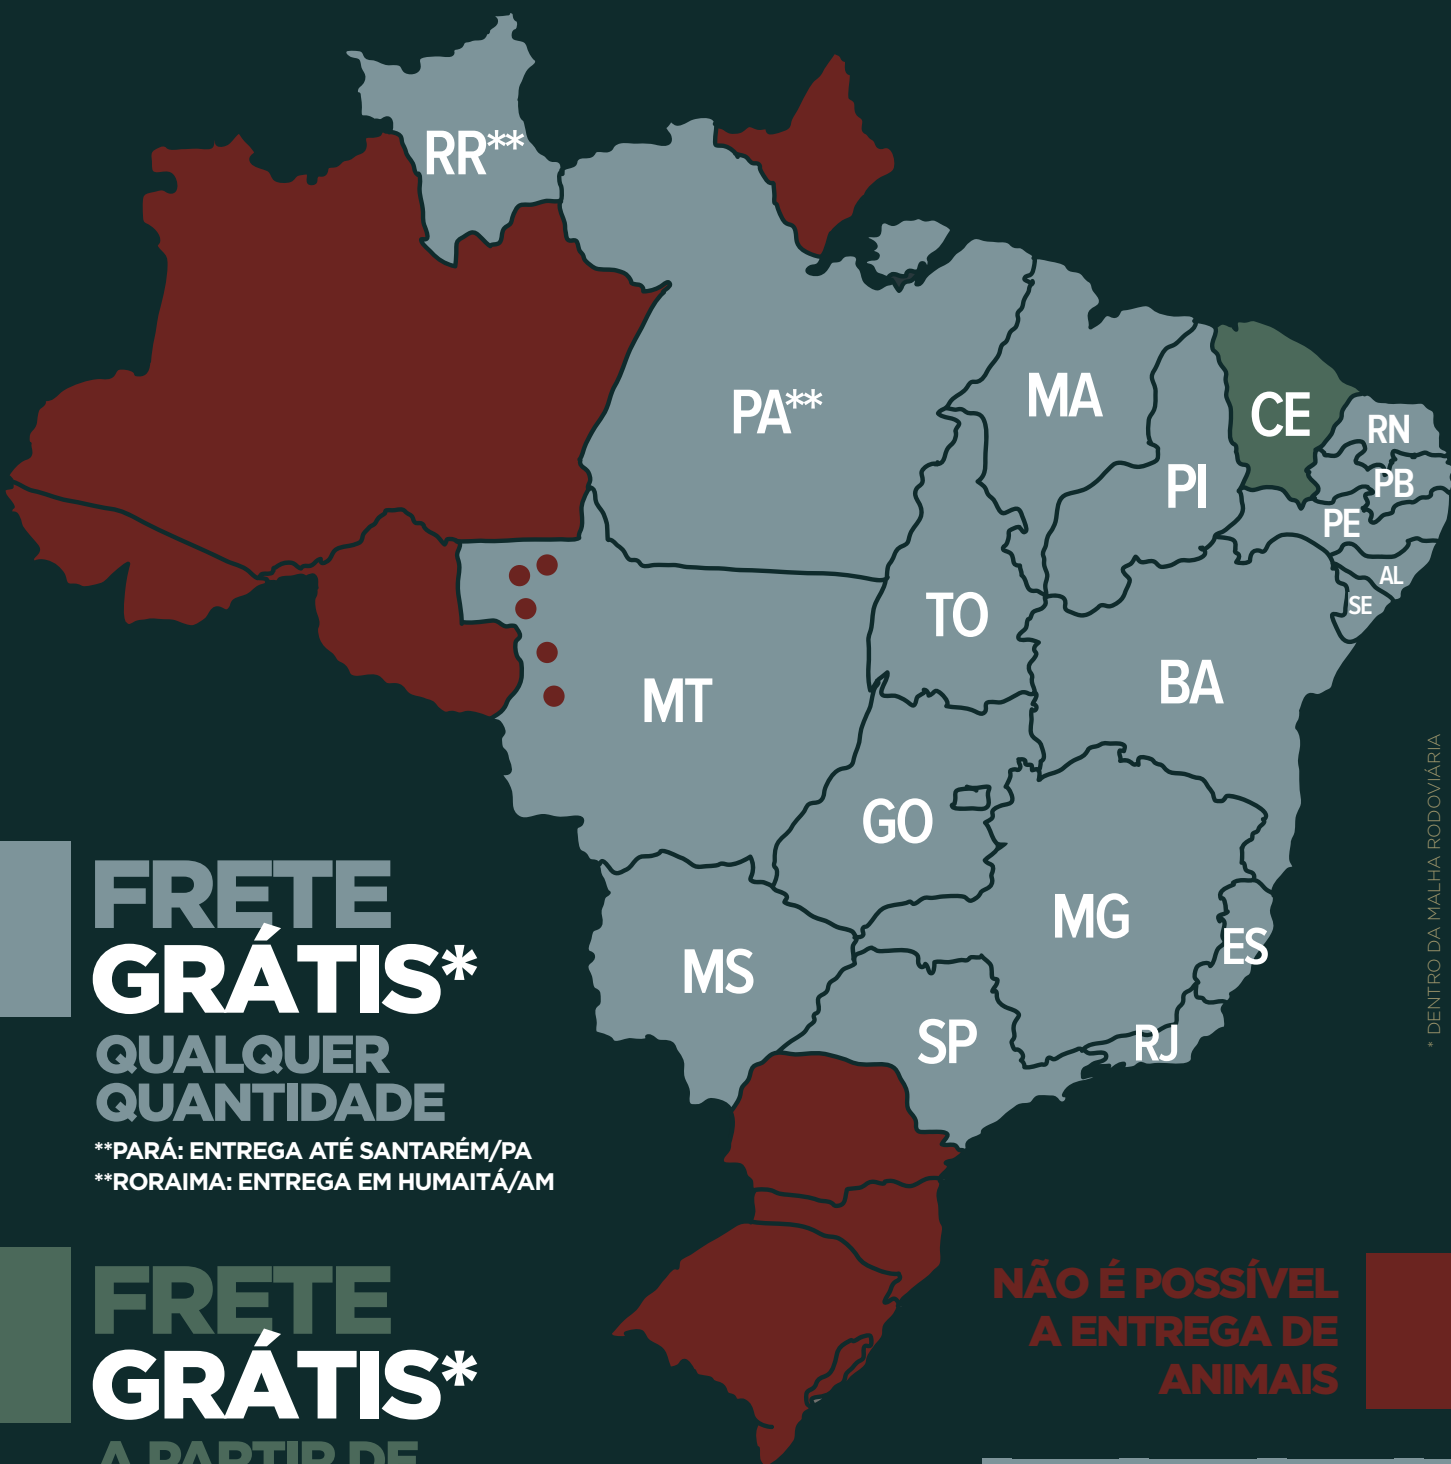 RR**
PA**
MA
CE
RN
PI
PB
PE
AL
SE
TO
BA
MT
GO
MG
ES
MS
SP
RJ
* DENTRO DA MALHA RODOVIÁRIA
FRETE
GRÁTIS*
QUALQUER
QUANTIDADE
**PARÁ: ENTREGA ATÉ SANTARÉM/PA
**RORAIMA: ENTREGA EM HUMAITÁ/AM
FRETE
GRÁTIS*
A PARTIR DE
NÃO É POSSÍVEL
A ENTREGA DE
ANIMAIS